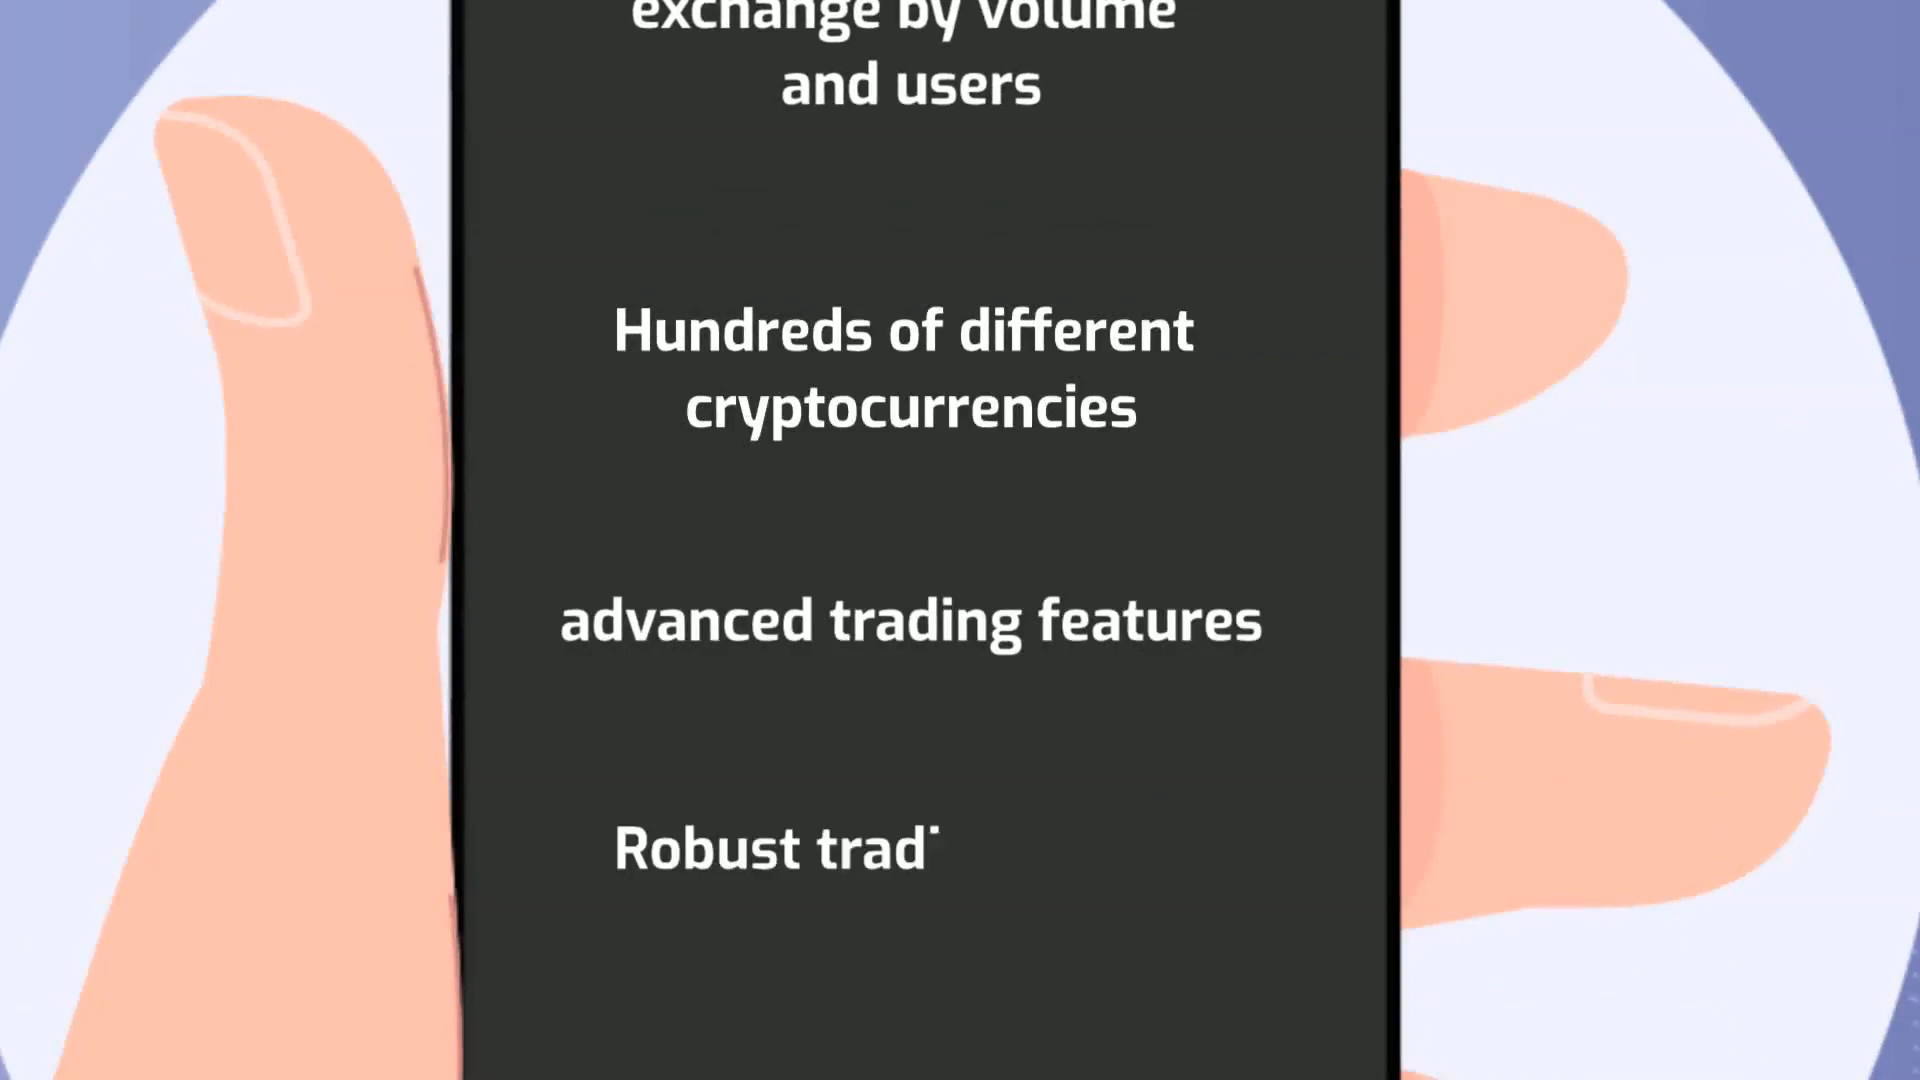 exchange by volume
and users
Hundreds of different
cryptocurrencies
advanced trading features
Robust trad